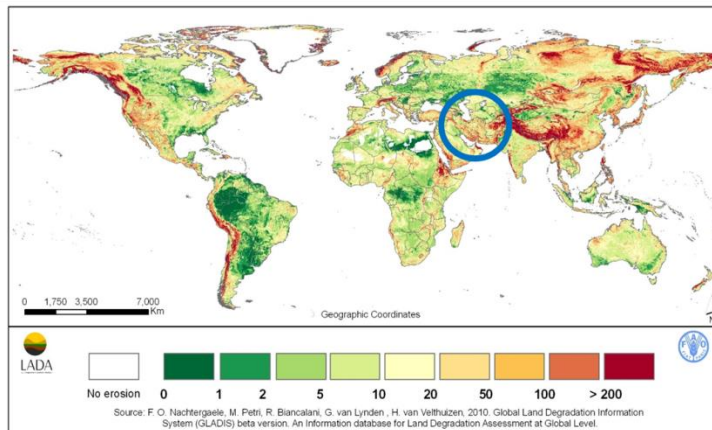 0 1,750 3,500 7,000
Km
Geographic Coordinates
N
LADA
No erosion 0 1 2 5 10 20 50 100 > 200
F A O
Source: F. O. Nachtergaele, M. Petri, R. Biancalani, G. van Lynden , H. van Velthuizen, 2010. Global Land Degradation Information
System (GLADIS) beta version. An Information database for Land Degradation Assessment at Global Level.